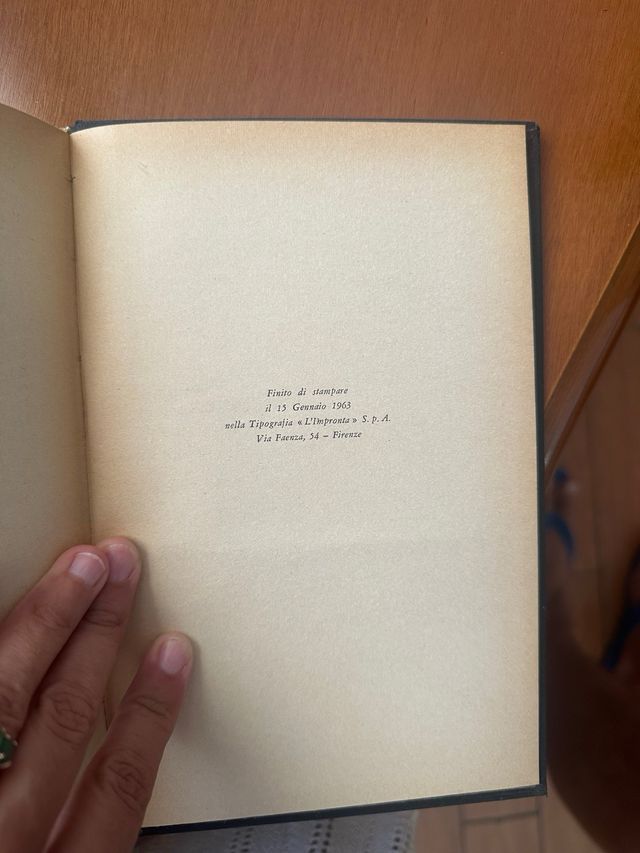 Finito di stampare
il 15 Gennaio 1963
nella Tipografia « L'Impronta » S. p. A.
Via Faenza, 54 – Firenze